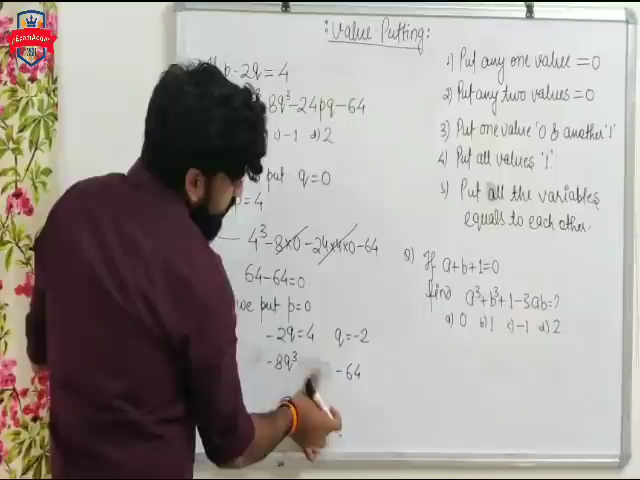 ExamAcon
: Value Putting :
p - 2q = 4
8q³ - 24pq - 64
c) -1 d) 2
put q = 0
= 4
4³ - 8×0 - 24×4×0 - 64
64 - 64 = 0
we put p = 0
- 2q = 4 q = -2
- 8q³ - 64
1) Put any one value = 0
2) Put any two values = 0
3) Put one value '0' & another '1'
4) Put all values '1'.
5) Put all the variables
equals to each other.
Q) If a+b+1=0
find a³+b³+1-3ab=?
a) 0 b) 1 c) -1 d) 2